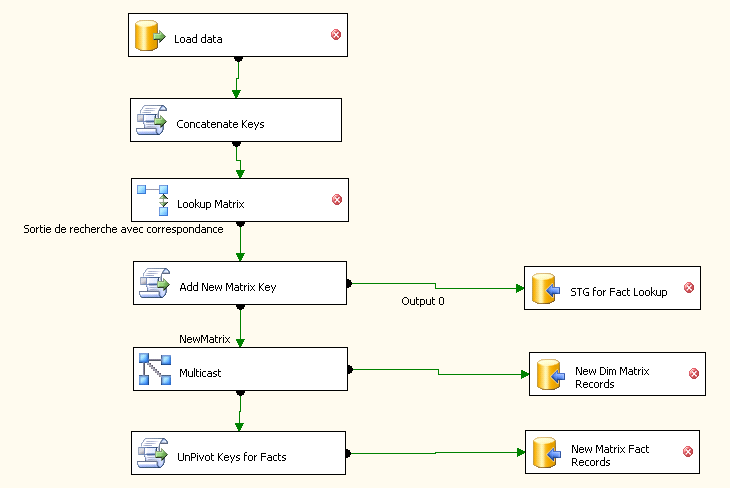 Load data
Concatenate Keys
Lookup Matrix
Sortie de recherche avec correspondance
Add New Matrix Key
Output 0
STG for Fact Lookup
NewMatrix
Multicast
New Dim Matrix
Records
UnPivot Keys for Facts
New Matrix Fact
Records